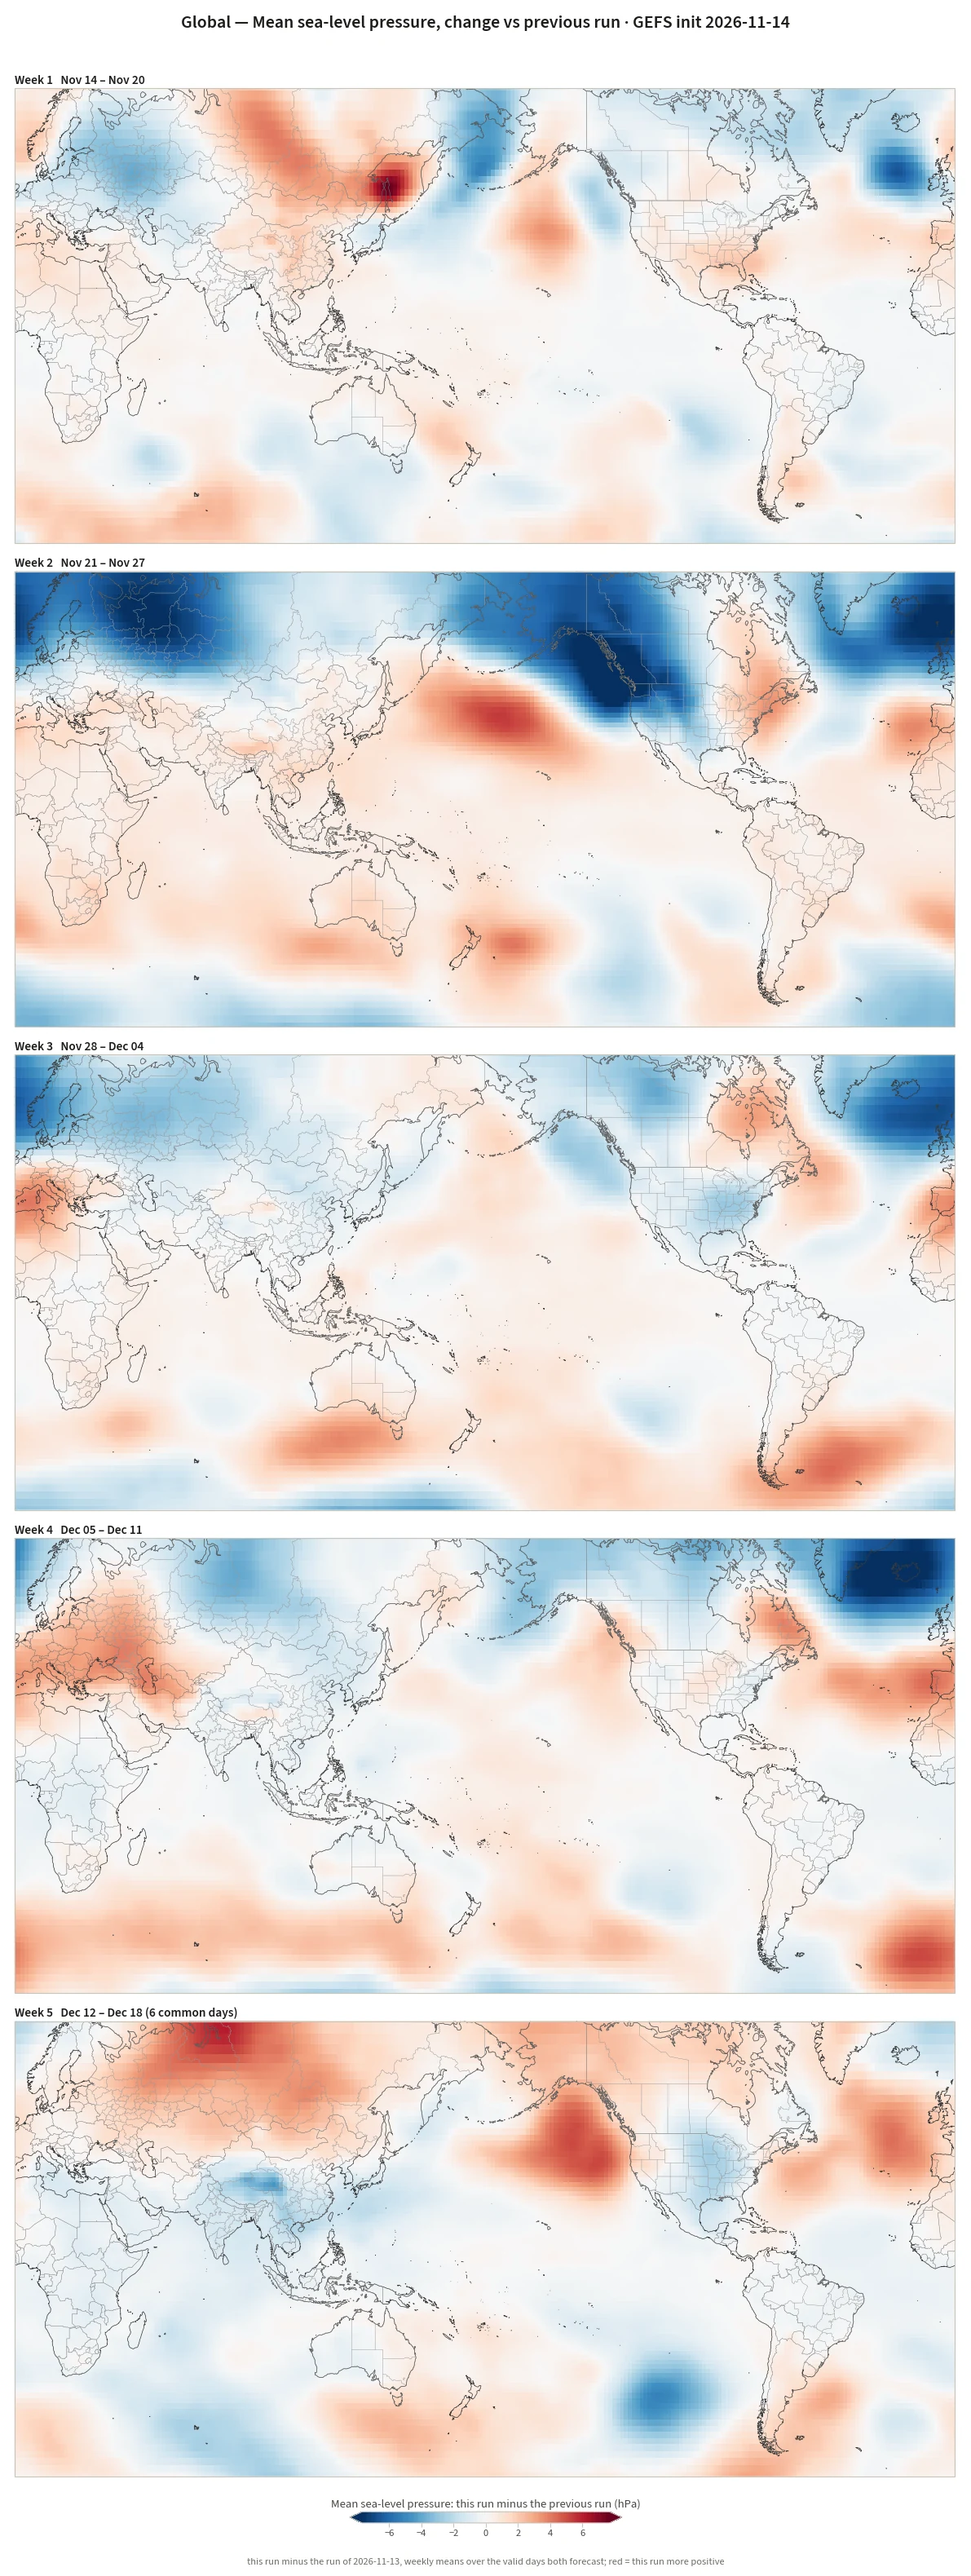 Global — Mean sea-level pressure, change vs previous run · GEFS init 2026-11-14
Week 1 Nov 14 – Nov 20
Week 2 Nov 21 – Nov 27
Week 3 Nov 28 – Dec 04
Week 4 Dec 05 – Dec 11
Week 5 Dec 12 – Dec 18 (6 common days)
Mean sea-level pressure: this run minus the previous run (hPa)
−6 −4 −2 0 2 4 6
this run minus the run of 2026-11-13, weekly means over the valid days both forecast; red = this run more positive